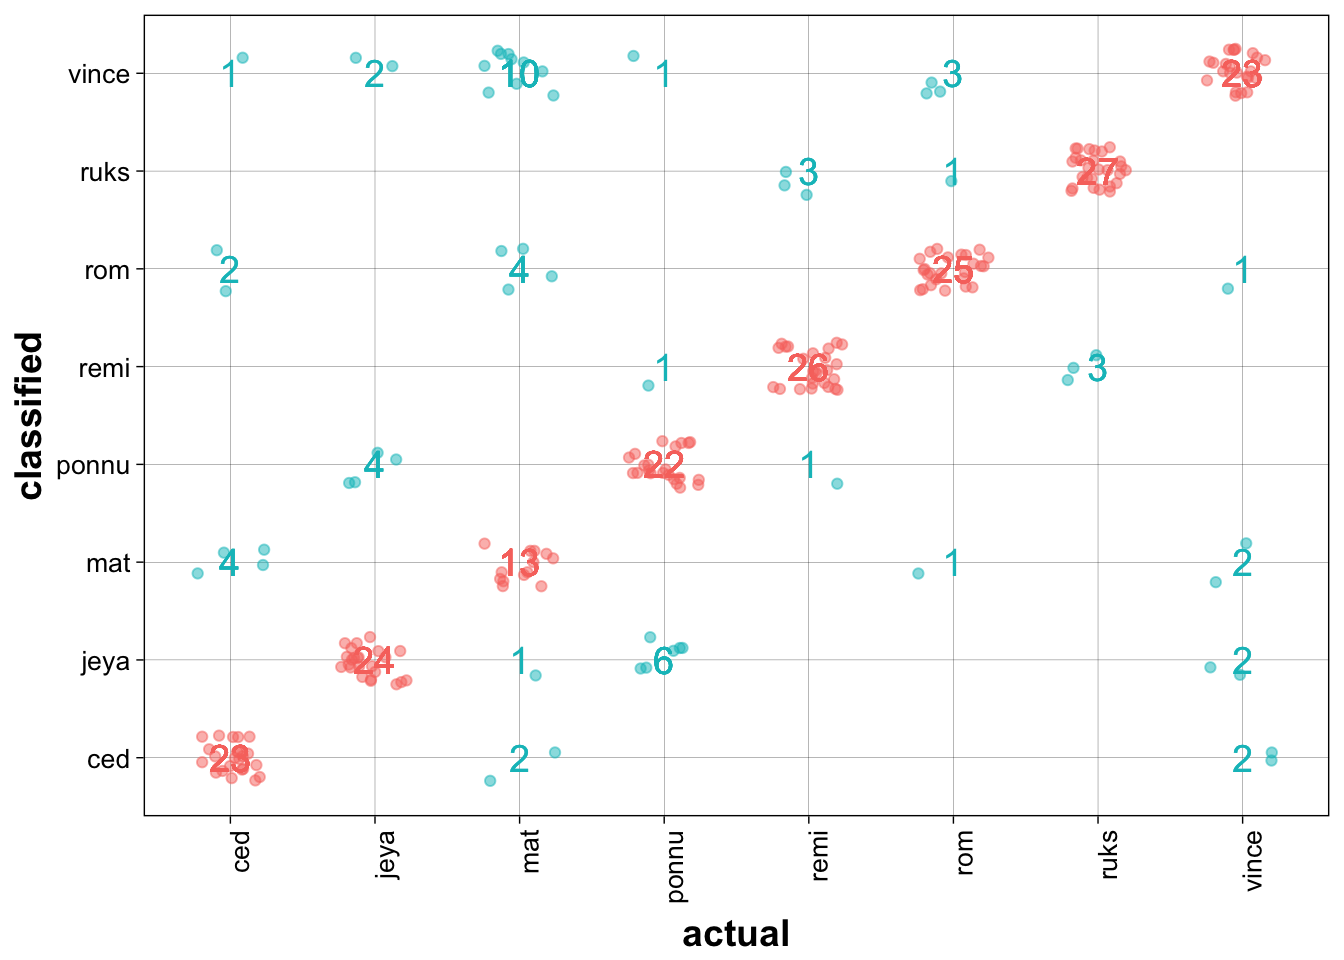 vince 1 2 10 1 3 23
ruks 3 1 27
rom 2 4 25 1
remi 1 26 3
ponnu 4 22 1
mat 4 13 1 2
jeya 24 1 6 2
ced 23 2 2
classified
ced jeya mat ponnu remi rom ruks vince
actual